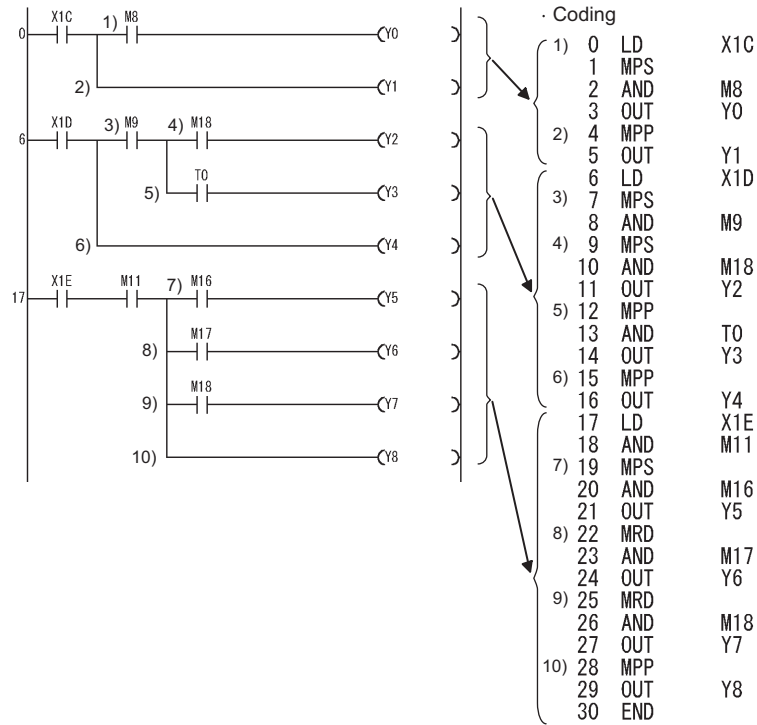 X1C 1) M8
0 Y0
2) Y1
X1D 3) M9 4) M18
6 Y2
T0
5) Y3
6) Y4
X1E M11 7) M16
17 Y5
M17
8) Y6
M18
9) Y7
10) Y8
· Coding
1) 0 LD X1C
1 MPS
2 AND M8
3 OUT Y0
2) 4 MPP
5 OUT Y1
6 LD X1D
3) 7 MPS
8 AND M9
4) 9 MPS
10 AND M18
11 OUT Y2
5) 12 MPP
13 AND T0
14 OUT Y3
6) 15 MPP
16 OUT Y4
17 LD X1E
18 AND M11
7) 19 MPS
20 AND M16
21 OUT Y5
8) 22 MRD
23 AND M17
24 OUT Y6
9) 25 MRD
26 AND M18
27 OUT Y7
10) 28 MPP
29 OUT Y8
30 END